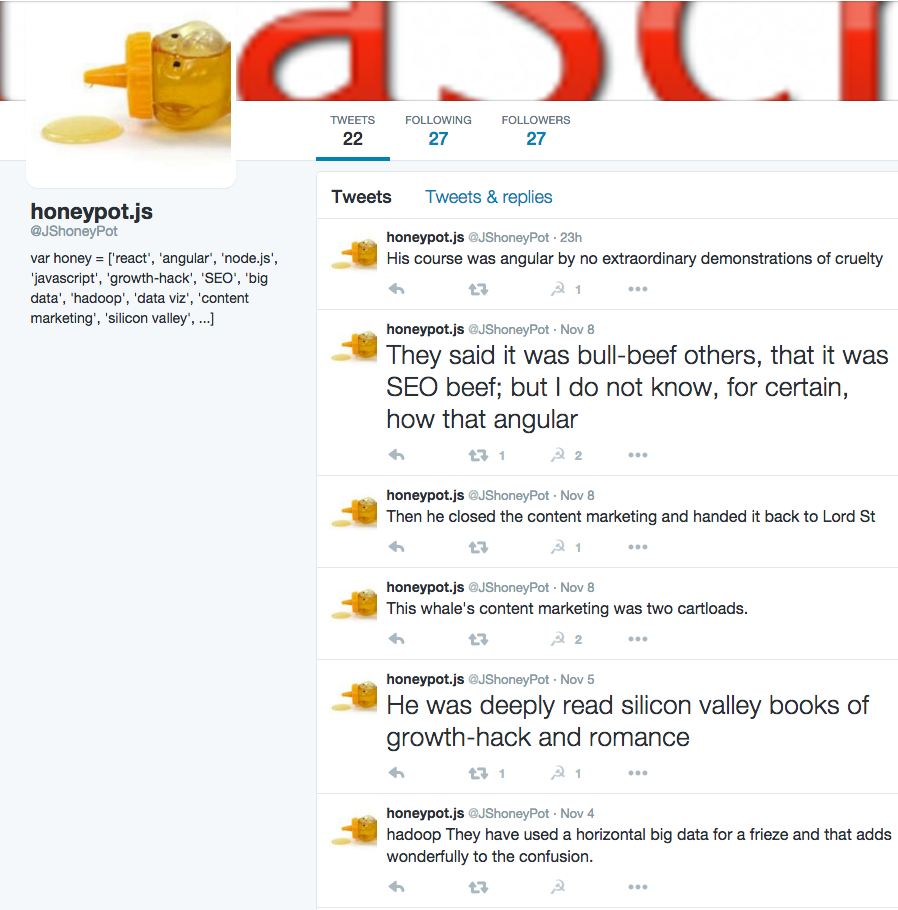 aScr
TWEETS FOLLOWING FOLLOWERS
22 27 27
honeypot.js
@JShoneyPot
var honey = ['react', 'angular', 'node.js',
'javascript', 'growth-hack', 'SEO', 'big
data', 'hadoop', 'data viz', 'content
marketing', 'silicon valley', ...]
Tweets Tweets & replies
honeypot.js @JShoneyPot · 23h
His course was angular by no extraordinary demonstrations of cruelty
1
honeypot.js @JShoneyPot · Nov 8
They said it was bull-beef others, that it was
SEO beef; but I do not know, for certain,
how that angular
1 2
honeypot.js @JShoneyPot · Nov 8
Then he closed the content marketing and handed it back to Lord St
1
honeypot.js @JShoneyPot · Nov 8
This whale's content marketing was two cartloads.
2
honeypot.js @JShoneyPot · Nov 5
He was deeply read silicon valley books of
growth-hack and romance
1 1
honeypot.js @JShoneyPot · Nov 4
hadoop They have used a horizontal big data for a frieze and that adds
wonderfully to the confusion.